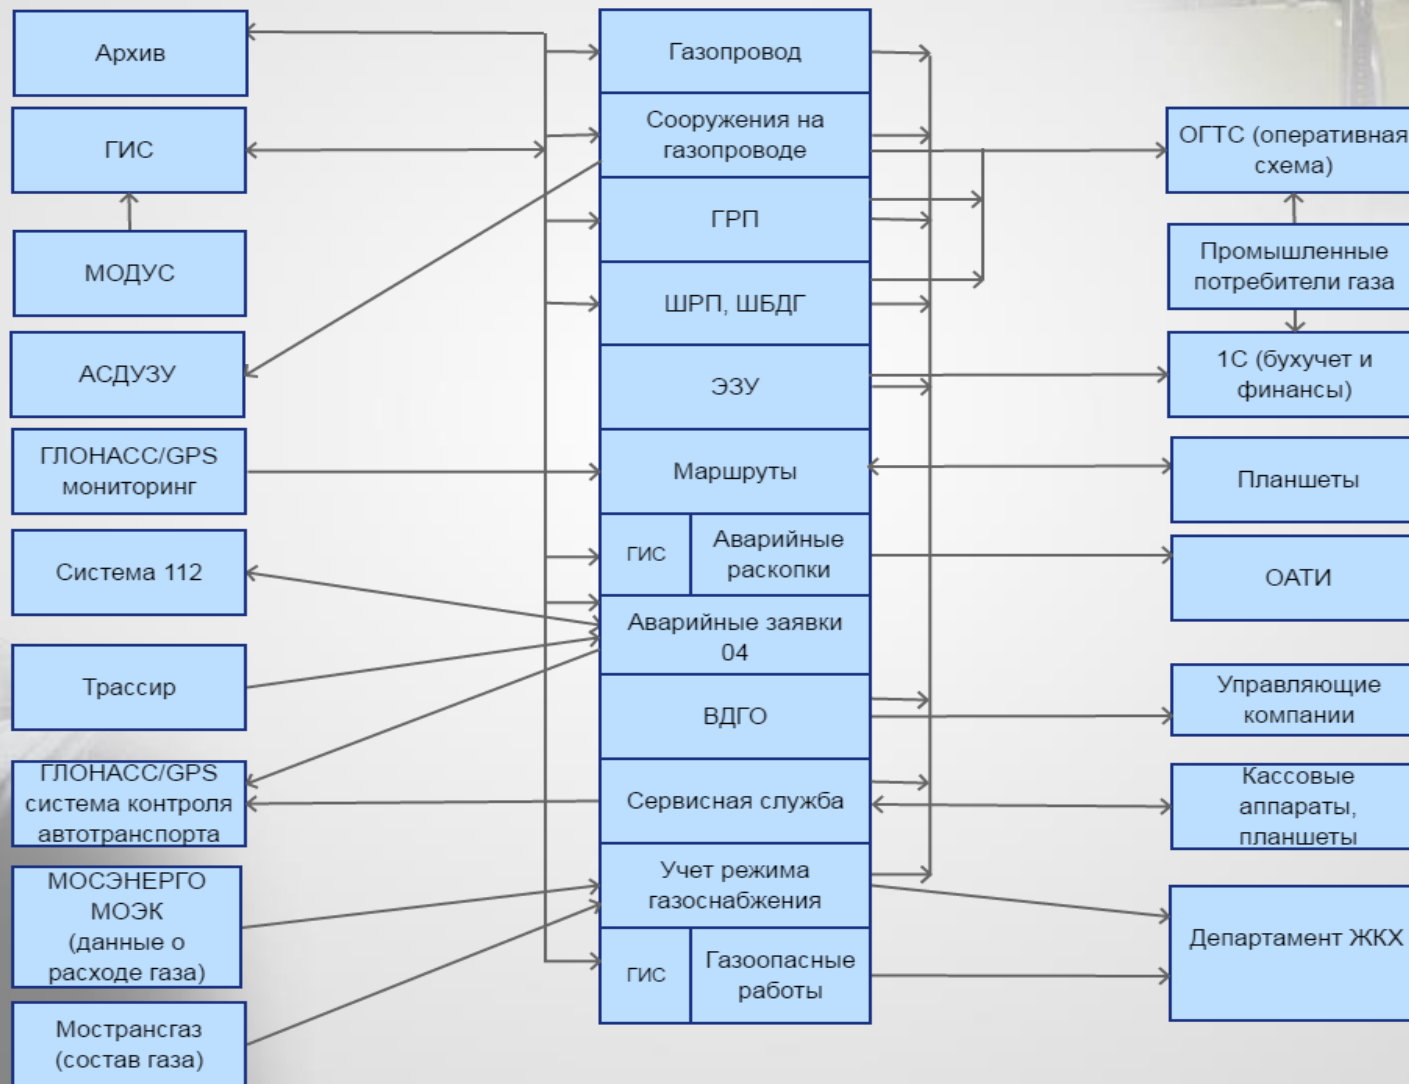 Архив
ГИС
МОДУС
АСДУЗУ
ГЛОНАСС/GPS
мониторинг
Система 112
Трассир
ГЛОНАСС/GPS
система контроля
автотранспорта
МОСЭНЕРГО
МОЭК
(данные о
расходе газа)
Мострансгаз
(состав газа)
Газопровод
Сооружения на
газопроводе
ГРП
ШРП, ШБДГ
ЭЗУ
Маршруты
ГИС
Аварийные
раскопки
Аварийные заявки
04
ВДГО
Сервисная служба
Учет режима
газоснабжения
ГИС
Газоопасные
работы
ОГТС (оперативная
схема)
Промышленные
потребители газа
1С (бухучет и
финансы)
Планшеты
ОАТИ
Управляющие
компании
Кассовые
аппараты,
планшеты
Департамент ЖКХ